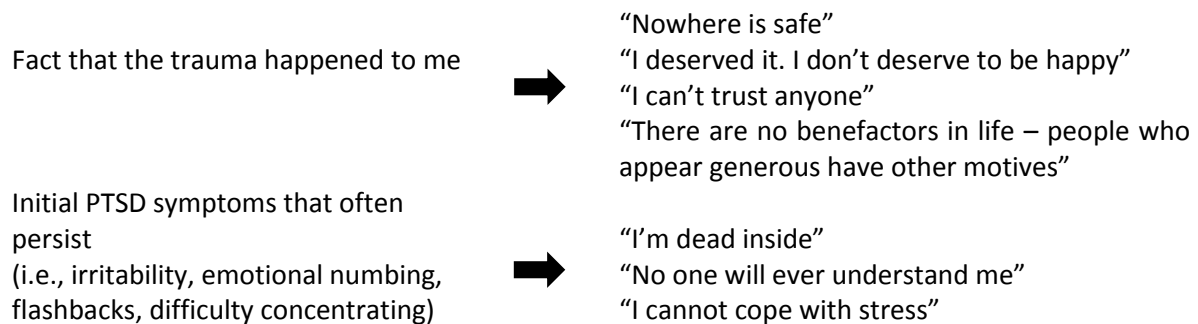 “Nowhere is safe”
Fact that the trauma happened to me
“I deserved it. I don’t deserve to be happy”
“I can’t trust anyone”
“There are no benefactors in life – people who
appear generous have other motives”
Initial PTSD symptoms that often
persist
(i.e., irritability, emotional numbing,
flashbacks, difficulty concentrating)
“I’m dead inside”
“No one will ever understand me”
“I cannot cope with stress”